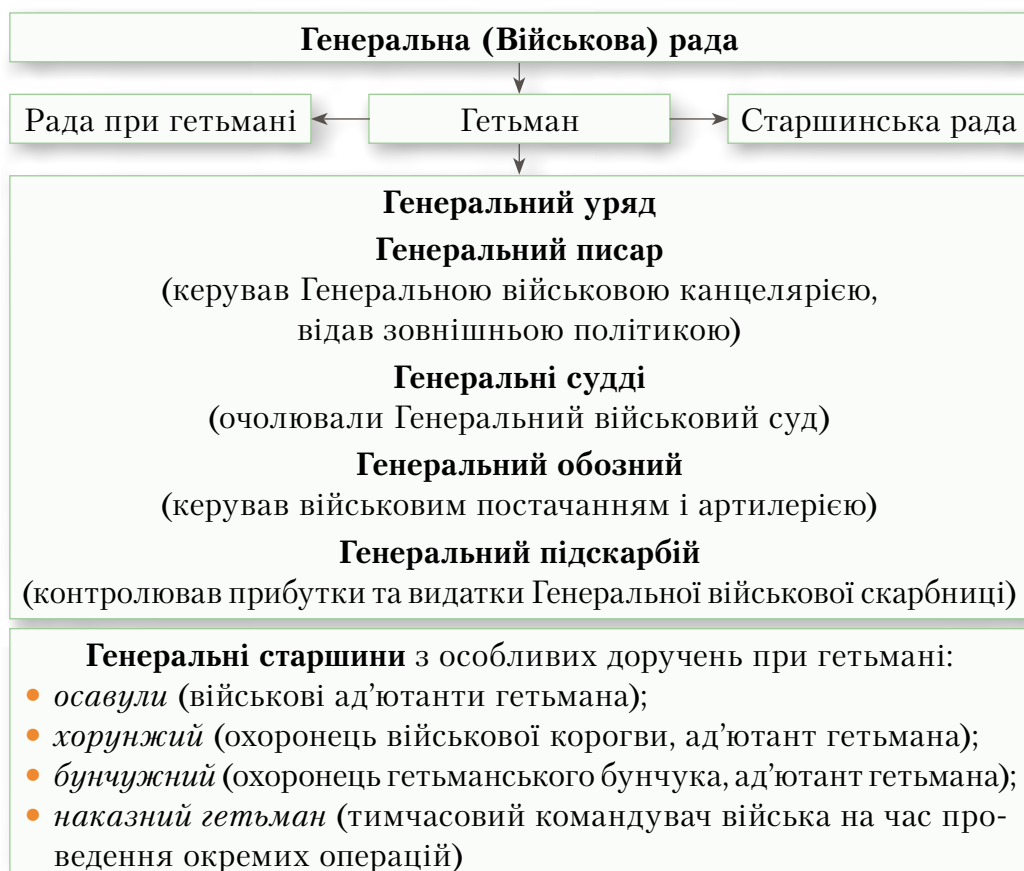 Генеральна (Військова) рада
Рада при гетьмані
Гетьман
Старшинська рада
Генеральний уряд
Генеральний писар
(керував Генеральною військовою канцелярією,
відав зовнішньою політикою)
Генеральні судді
(очолювали Генеральний військовий суд)
Генеральний обозний
(керував військовим постачанням і артилерією)
Генеральний підскарбій
(контролював прибутки та видатки Генеральної військової скарбниці)
Генеральні старшини з особливих доручень при гетьмані:
• осавули (військові ад’ютанти гетьмана);
• хорунжий (охоронець військової корогви, ад’ютант гетьмана);
• бунчужний (охоронець гетьманського бунчука, ад’ютант гетьмана);
• наказний гетьман (тимчасовий командувач війська на час про-
ведення окремих операцій)